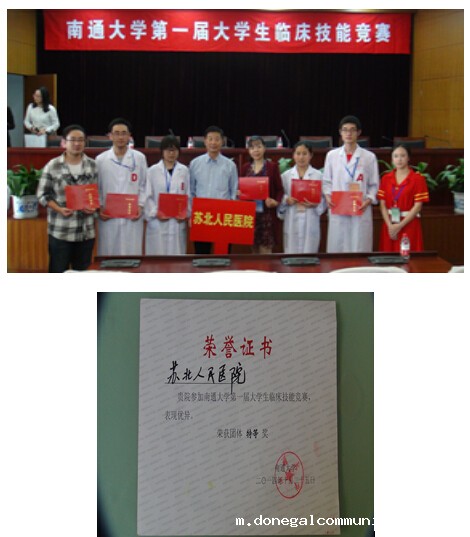 南通大学第一届大学生临床技能竞赛
D
A
苏北人民医院
荣誉证书
苏北人民医院
贵院参加南通大学第一届大学生临床技能竞赛，
表现优异。
荣获团体 特等 奖
m.donegalcommuni